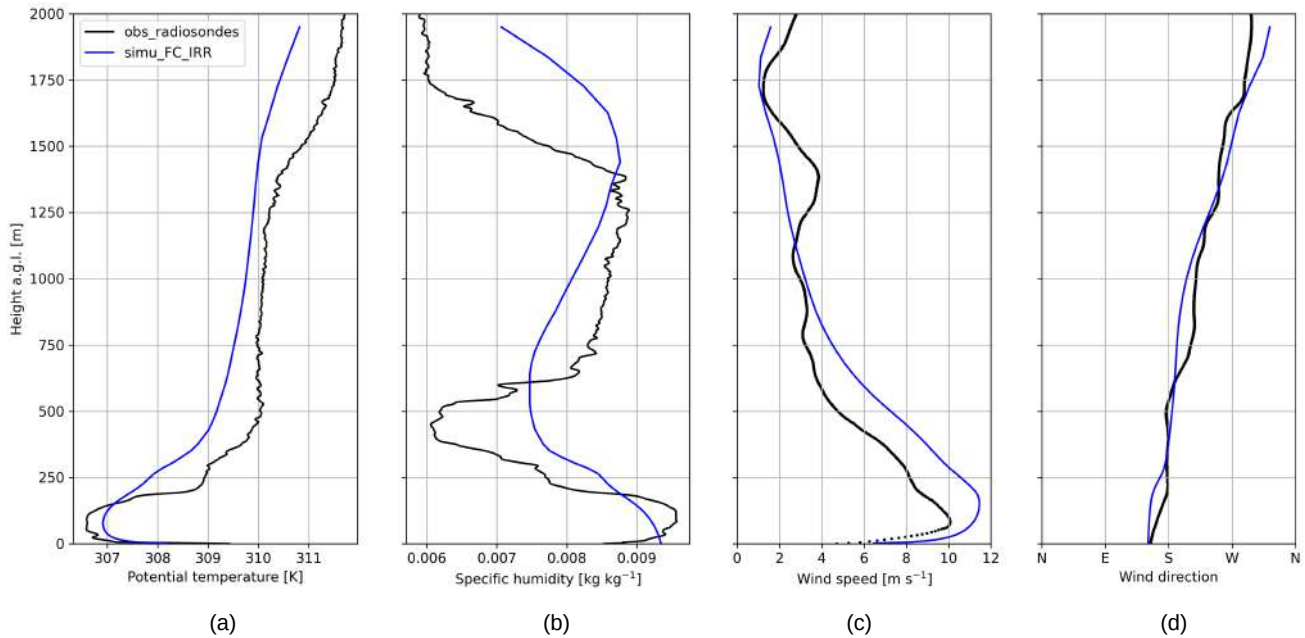 2000
1750
1500
1250
1000
750
500
250
0
Height a.g.l. [m]
obs_radiosondes
simu_FC_IRR
307 308 309 310 311
Potential temperature [K]
0.006 0.007 0.008 0.009
Specific humidity [kg kg⁻¹]
0 2 4 6 8 10 12
Wind speed [m s⁻¹]
N E S W N
Wind direction
(a) (b) (c) (d)